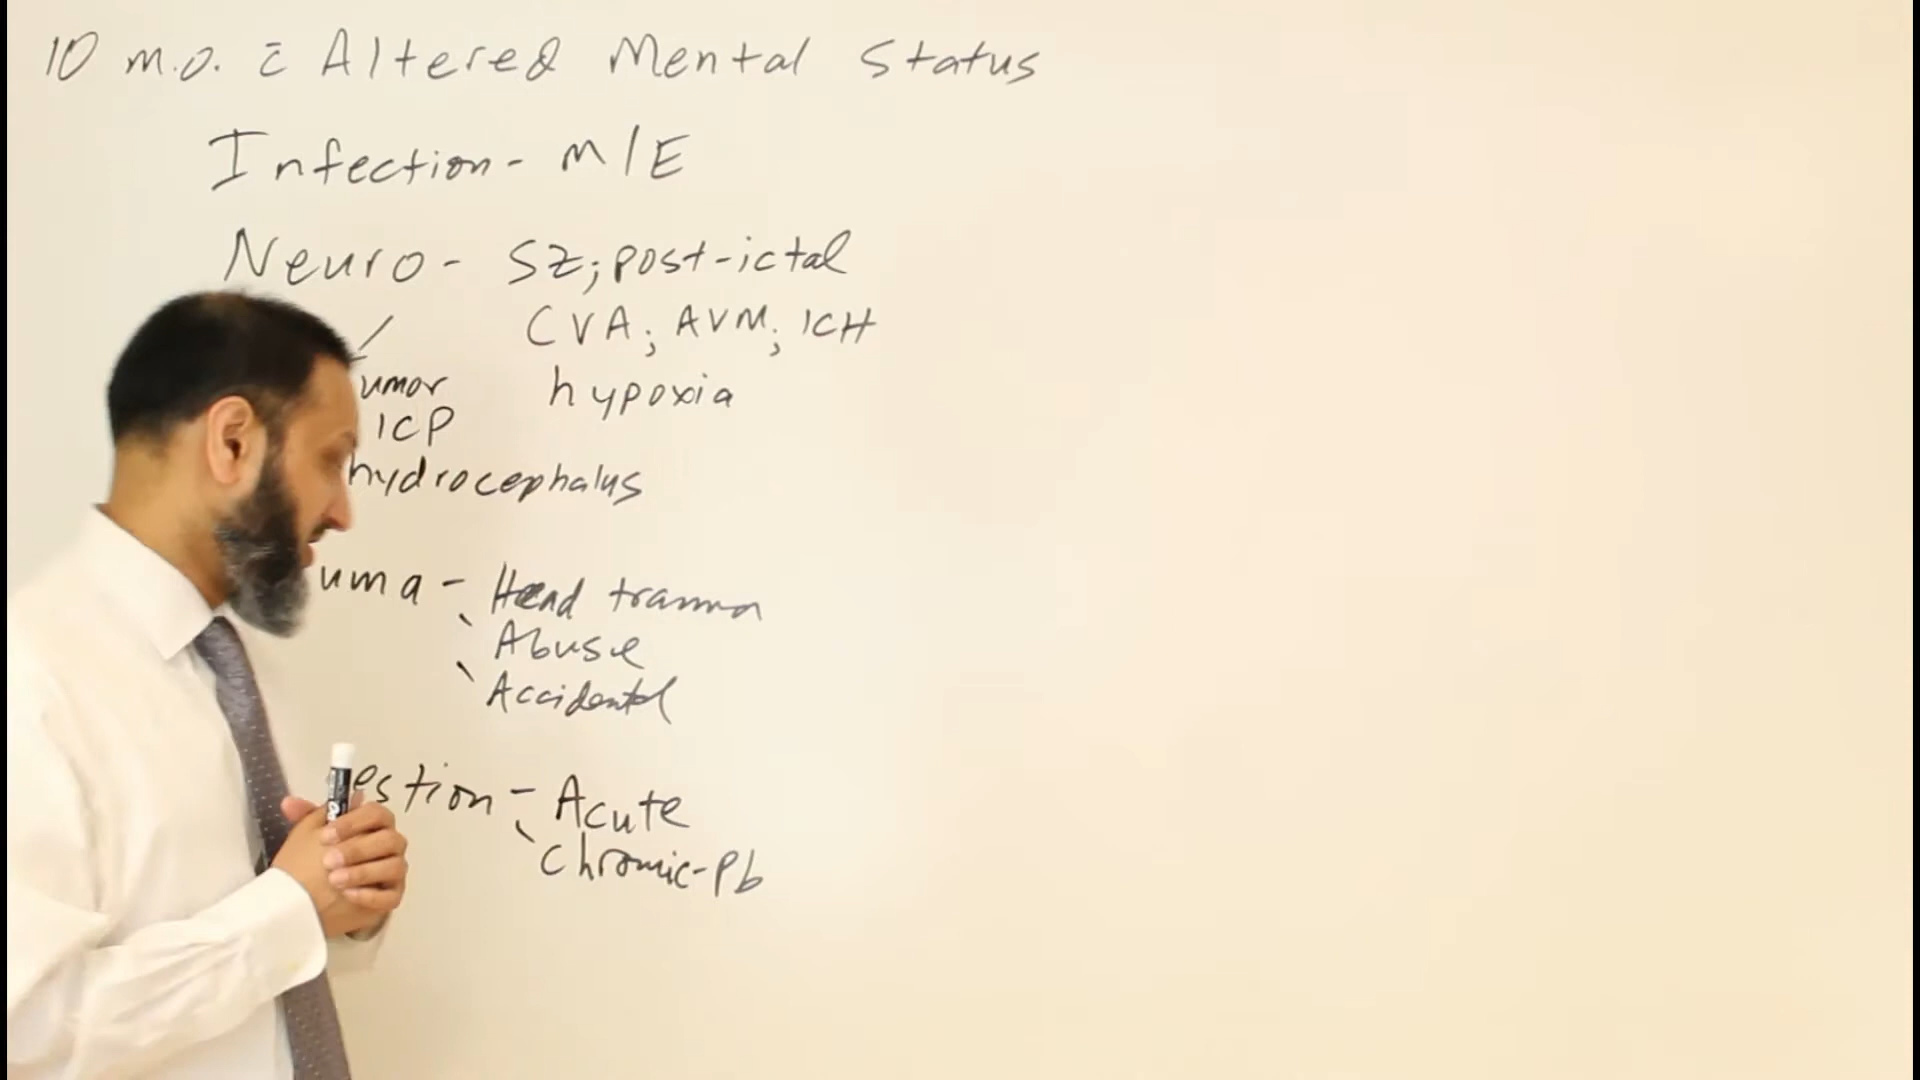 10 m.o. c̄ Altered Mental Status
Infection - M/E
Neuro - SZ; post-ictal
CVA; AVM; ICH
umor hypoxia
ICP
hydrocephalus
uma - Head trauma
Abuse
Accidental
estion - Acute
Chronic-Pb